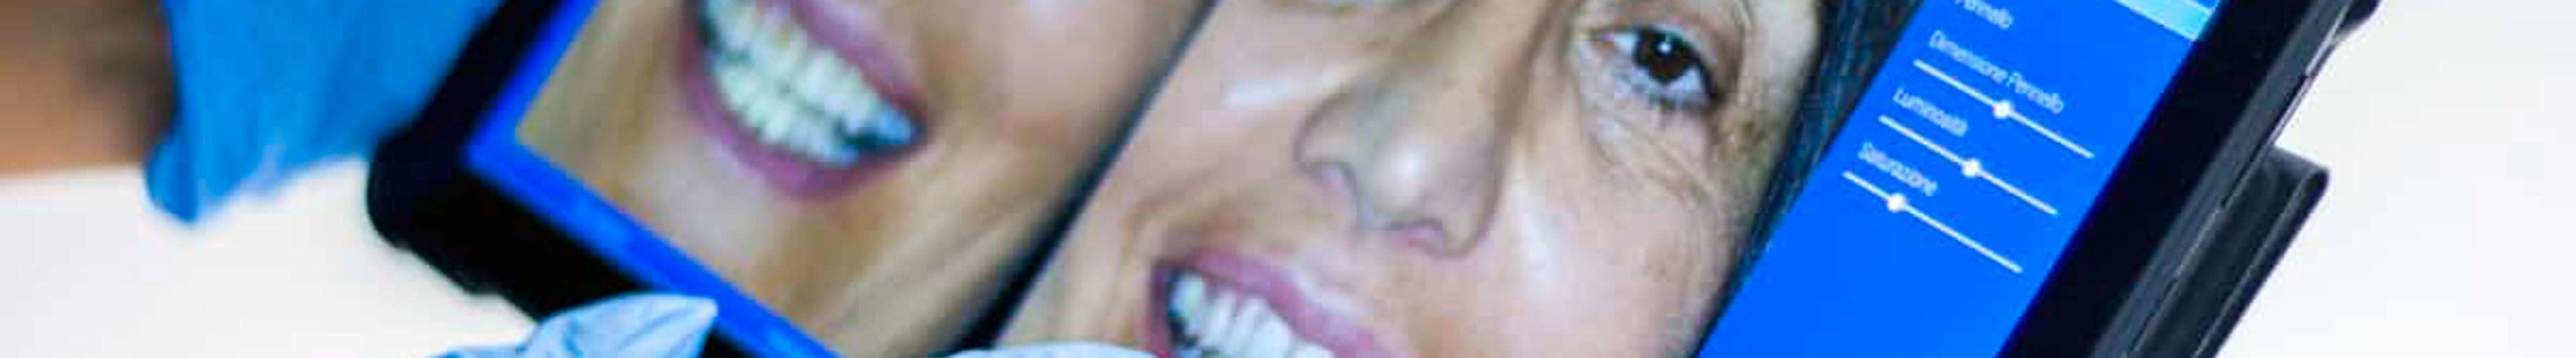 Pennello
Dimensione Pennello
Luminosità
Saturazione